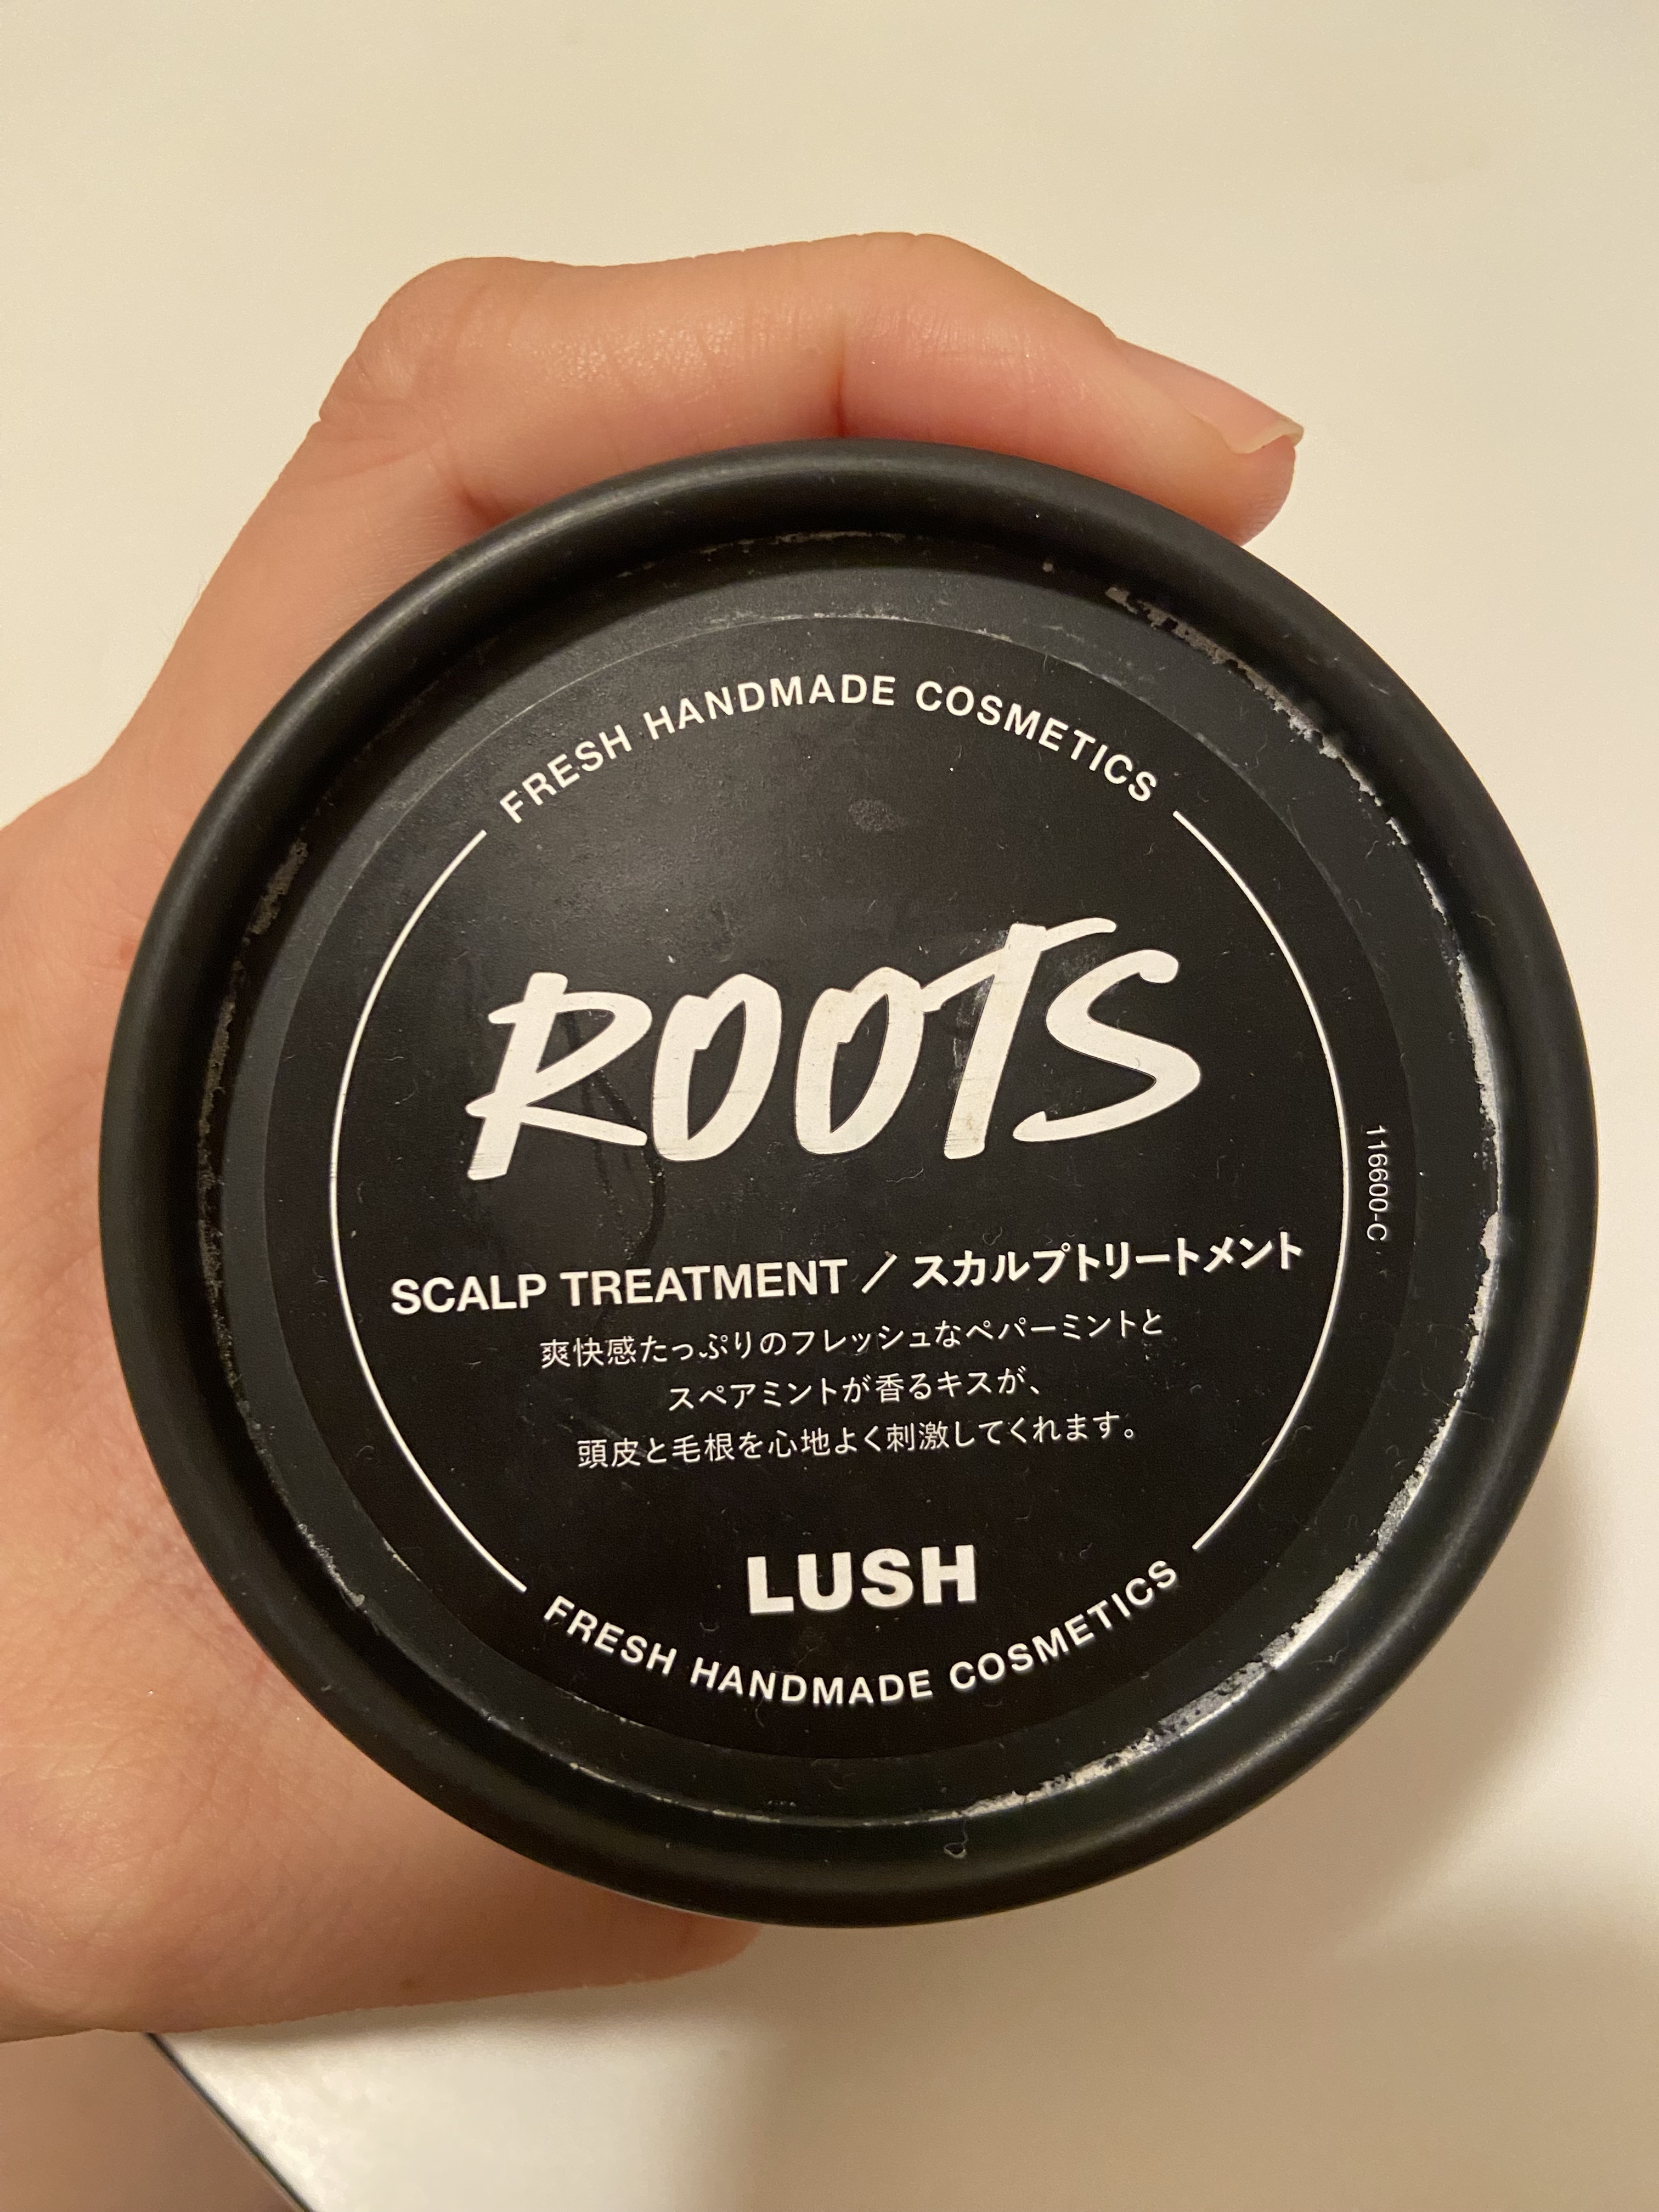 FRESH HANDMADE COSMETICS
ROOTS
116600-C
SCALP TREATMENT / スカルプトリートメント
爽快感たっぷりのフレッシュなペパーミントと
スペアミントが香るキスが、
頭皮と毛根を心地よく刺激してくれます。
LUSH
FRESH HANDMADE COSMETICS